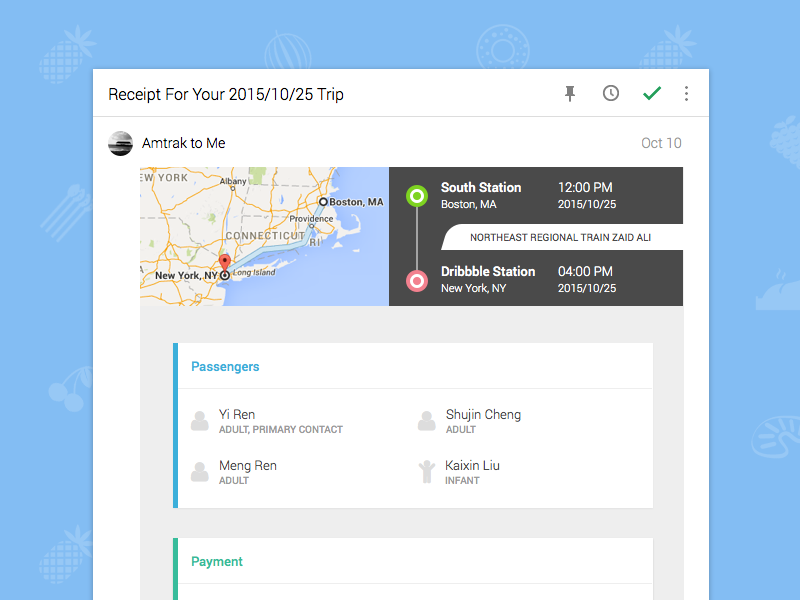 Receipt For Your 2015/10/25 Trip
Amtrak to Me
Oct 10
EW YORK
Albany
Boston, MA
Providence
CONNECTICUT
RI
New York, NY
Long Island
South Station
12:00 PM
Boston, MA
2015/10/25
NORTHEAST REGIONAL TRAIN ZAID ALI
Dribbble Station
04:00 PM
New York, NY
2015/10/25
Passengers
Yi Ren
ADULT, PRIMARY CONTACT
Shujin Cheng
ADULT
Meng Ren
ADULT
Kaixin Liu
INFANT
Payment